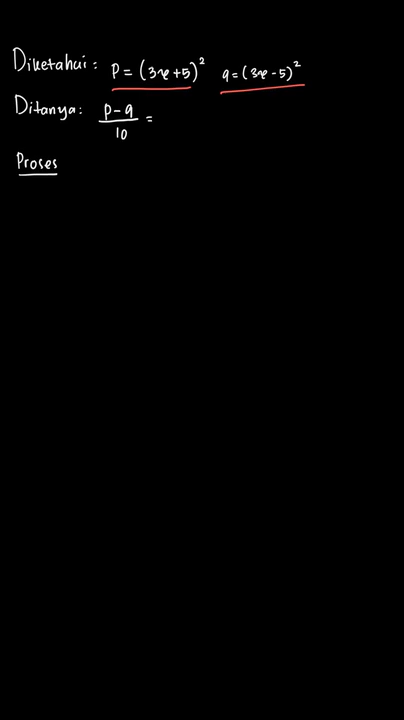 Diketahui : P = (3x+5)² q = (3x-5)²
Ditanya : P-q/10 =
Proses